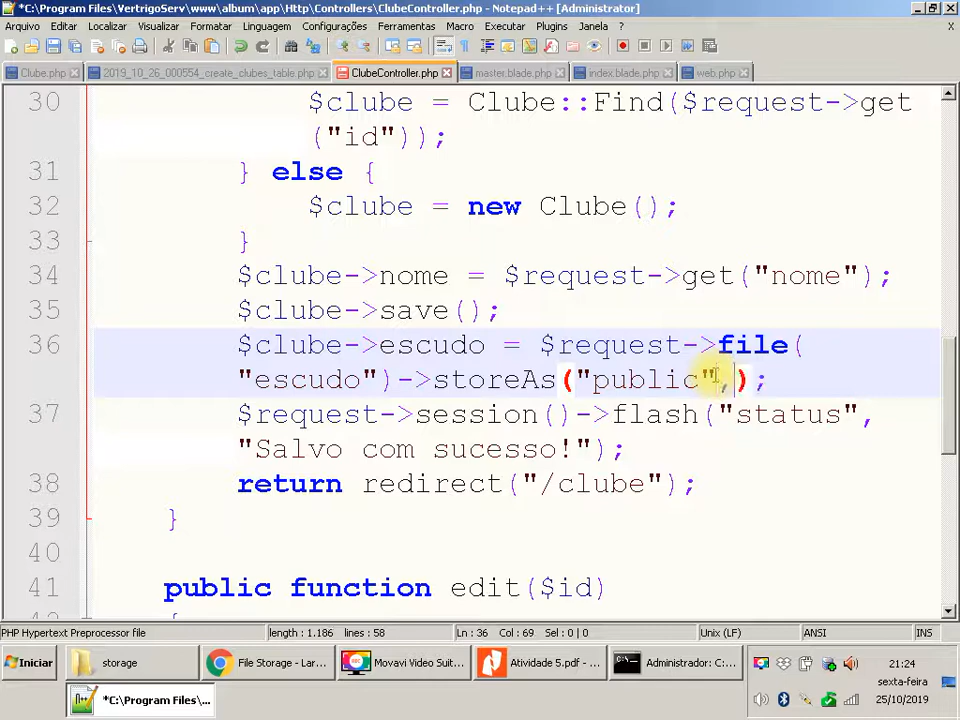 *C:\Program Files\VertrigoServ\www\album\app\Http\Controllers\ClubeController.php - Notepad++ [Administrator]
Arquivo Editar Localizar Visualizar Formatar Linguagem Configurações Ferramentas Macro Executar Plugins Janela ? X
Clube.php 2019_10_26_000554_create_clubes_table.php ClubeController.php master.blade.php index.blade.php web.php
30 $clube = Clube::Find($request->get
("id"));
31 } else {
32 $clube = new Clube();
33 }
34 $clube->nome = $request->get("nome");
35 $clube->save();
36 $clube->escudo = $request->file(
"escudo")->storeAs("public",);
37 $request->session()->flash("status",
"Salvo com sucesso!");
38 return redirect("/clube");
39 }
40
41 public function edit($id)
PHP Hypertext Preprocessor file length : 1.186 lines : 58 Ln : 36 Col : 69 Sel : 0 | 0 Unix (LF) ANSI INS
Iniciar storage File Storage - Lar... Movavi Video Suit... Atividade 5.pdf - ... Administrador: C:... 21:24
sexta-feira
*C:\Program Files\... 25/10/2019